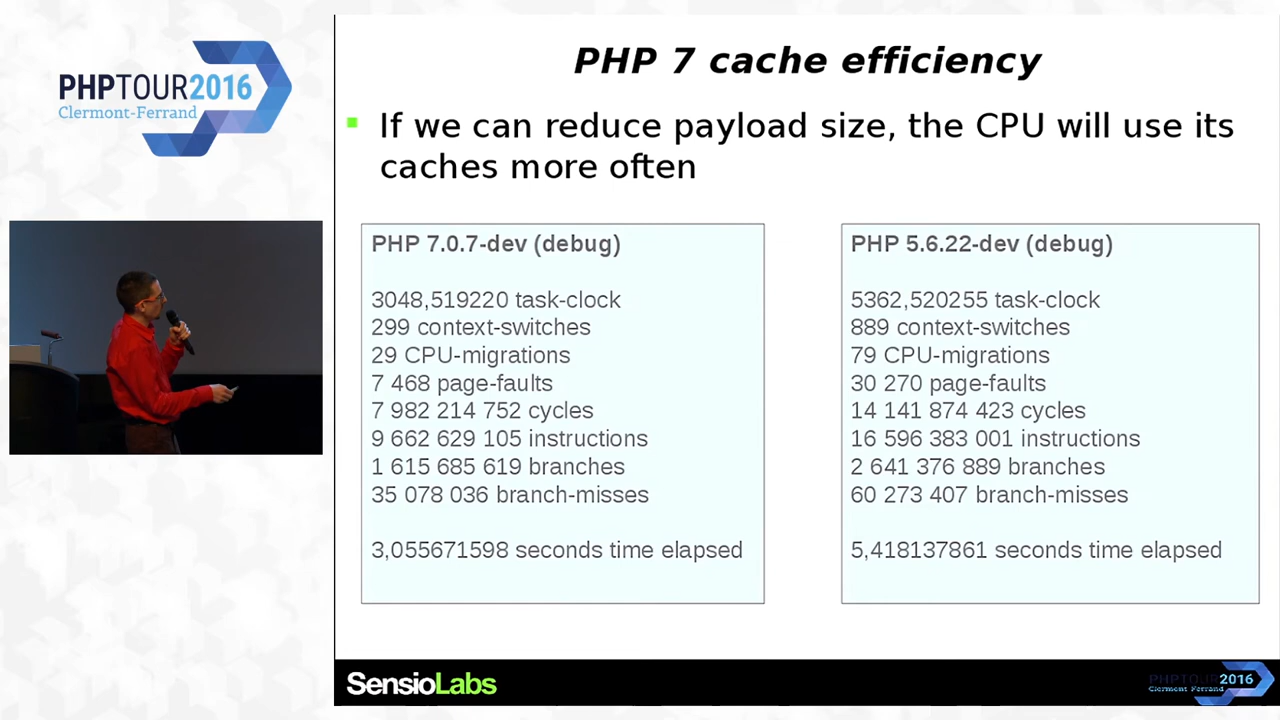 PHPTOUR2016
Clermont-Ferrand
PHP 7 cache efficiency
If we can reduce payload size, the CPU will use its
caches more often
PHP 7.0.7-dev (debug)
3048,519220 task-clock
299 context-switches
29 CPU-migrations
7 468 page-faults
7 982 214 752 cycles
9 662 629 105 instructions
1 615 685 619 branches
35 078 036 branch-misses
3,055671598 seconds time elapsed
PHP 5.6.22-dev (debug)
5362,520255 task-clock
889 context-switches
79 CPU-migrations
30 270 page-faults
14 141 874 423 cycles
16 596 383 001 instructions
2 641 376 889 branches
60 273 407 branch-misses
5,418137861 seconds time elapsed
SensioLabs
PHPTOUR2016
Clermont-Ferrand